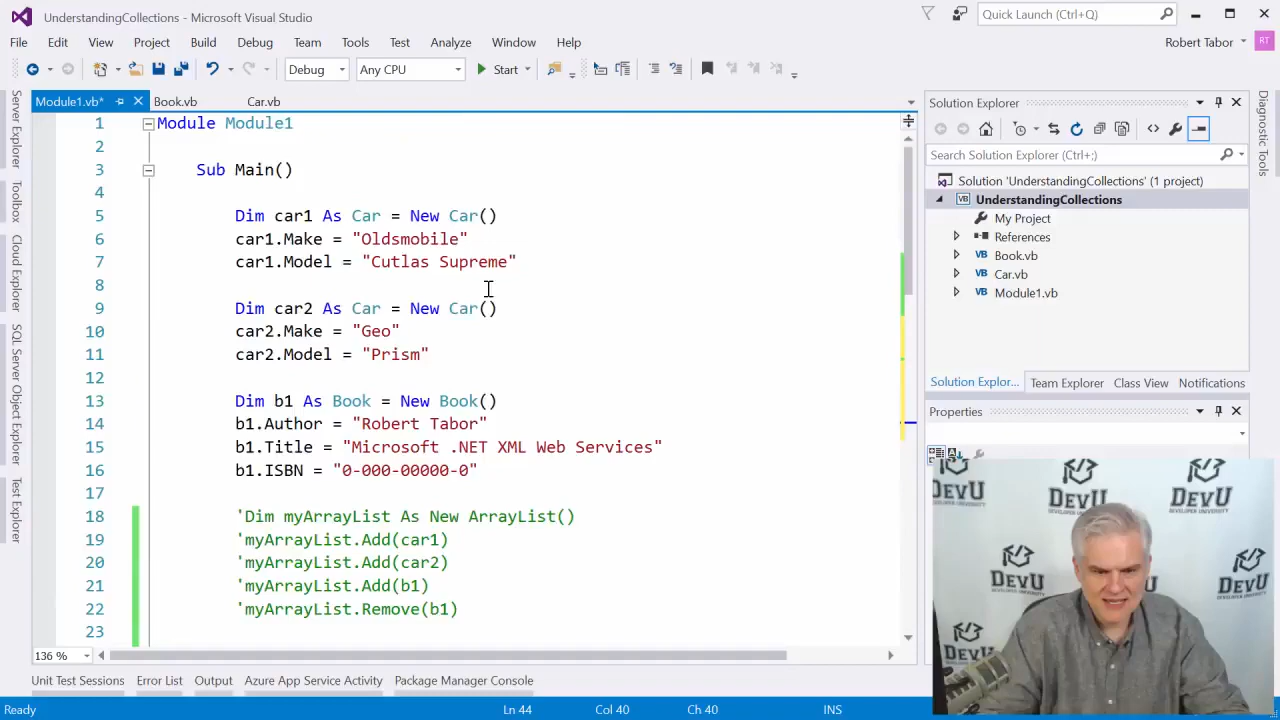 UnderstandingCollections - Microsoft Visual Studio
Quick Launch (Ctrl+Q)
File Edit View Project Build Debug Team Tools Test Analyze Window Help
Robert Tabor RT
Debug Any CPU Start
Module1.vb* Book.vb Car.vb
Server Explorer
Toolbox
Cloud Explorer
SQL Server Object Explorer
Test Explorer
1 Module Module1
2
3 Sub Main()
4
5 Dim car1 As Car = New Car()
6 car1.Make = "Oldsmobile"
7 car1.Model = "Cutlas Supreme"
8
9 Dim car2 As Car = New Car()
10 car2.Make = "Geo"
11 car2.Model = "Prism"
12
13 Dim b1 As Book = New Book()
14 b1.Author = "Robert Tabor"
15 b1.Title = "Microsoft .NET XML Web Services"
16 b1.ISBN = "0-000-00000-0"
17
18 'Dim myArrayList As New ArrayList()
19 'myArrayList.Add(car1)
20 'myArrayList.Add(car2)
21 'myArrayList.Add(b1)
22 'myArrayList.Remove(b1)
23
136 %
Solution Explorer
Search Solution Explorer (Ctrl+;)
Solution 'UnderstandingCollections' (1 project)
UnderstandingCollections
My Project
References
Book.vb
Car.vb
Module1.vb
Solution Explor... Team Explorer Class View Notifications
Properties
Diagnostic Tools
DEVU
DEVU
DEVELOPER UNIVERSITY
DEVU
DEVELOPER UNIVERSITY
DEVU
DEVELOPER UNIVERSITY
DEVU
DEVELOPER UNIVERSITY
Unit Test Sessions Error List Output Azure App Service Activity Package Manager Console
Ready Ln 44 Col 40 Ch 40 INS